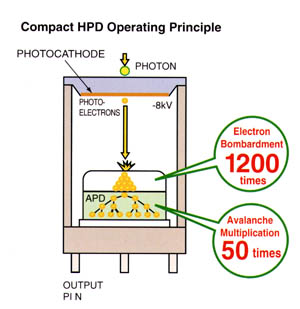 Compact HPD Operating Principle
PHOTOCATHODE
PHOTON
PHOTO-
ELECTRONS
-8kV
Electron
Bombardment
1200
times
APD
Avalanche
Multiplication
50 times
OUTPUT
PIN